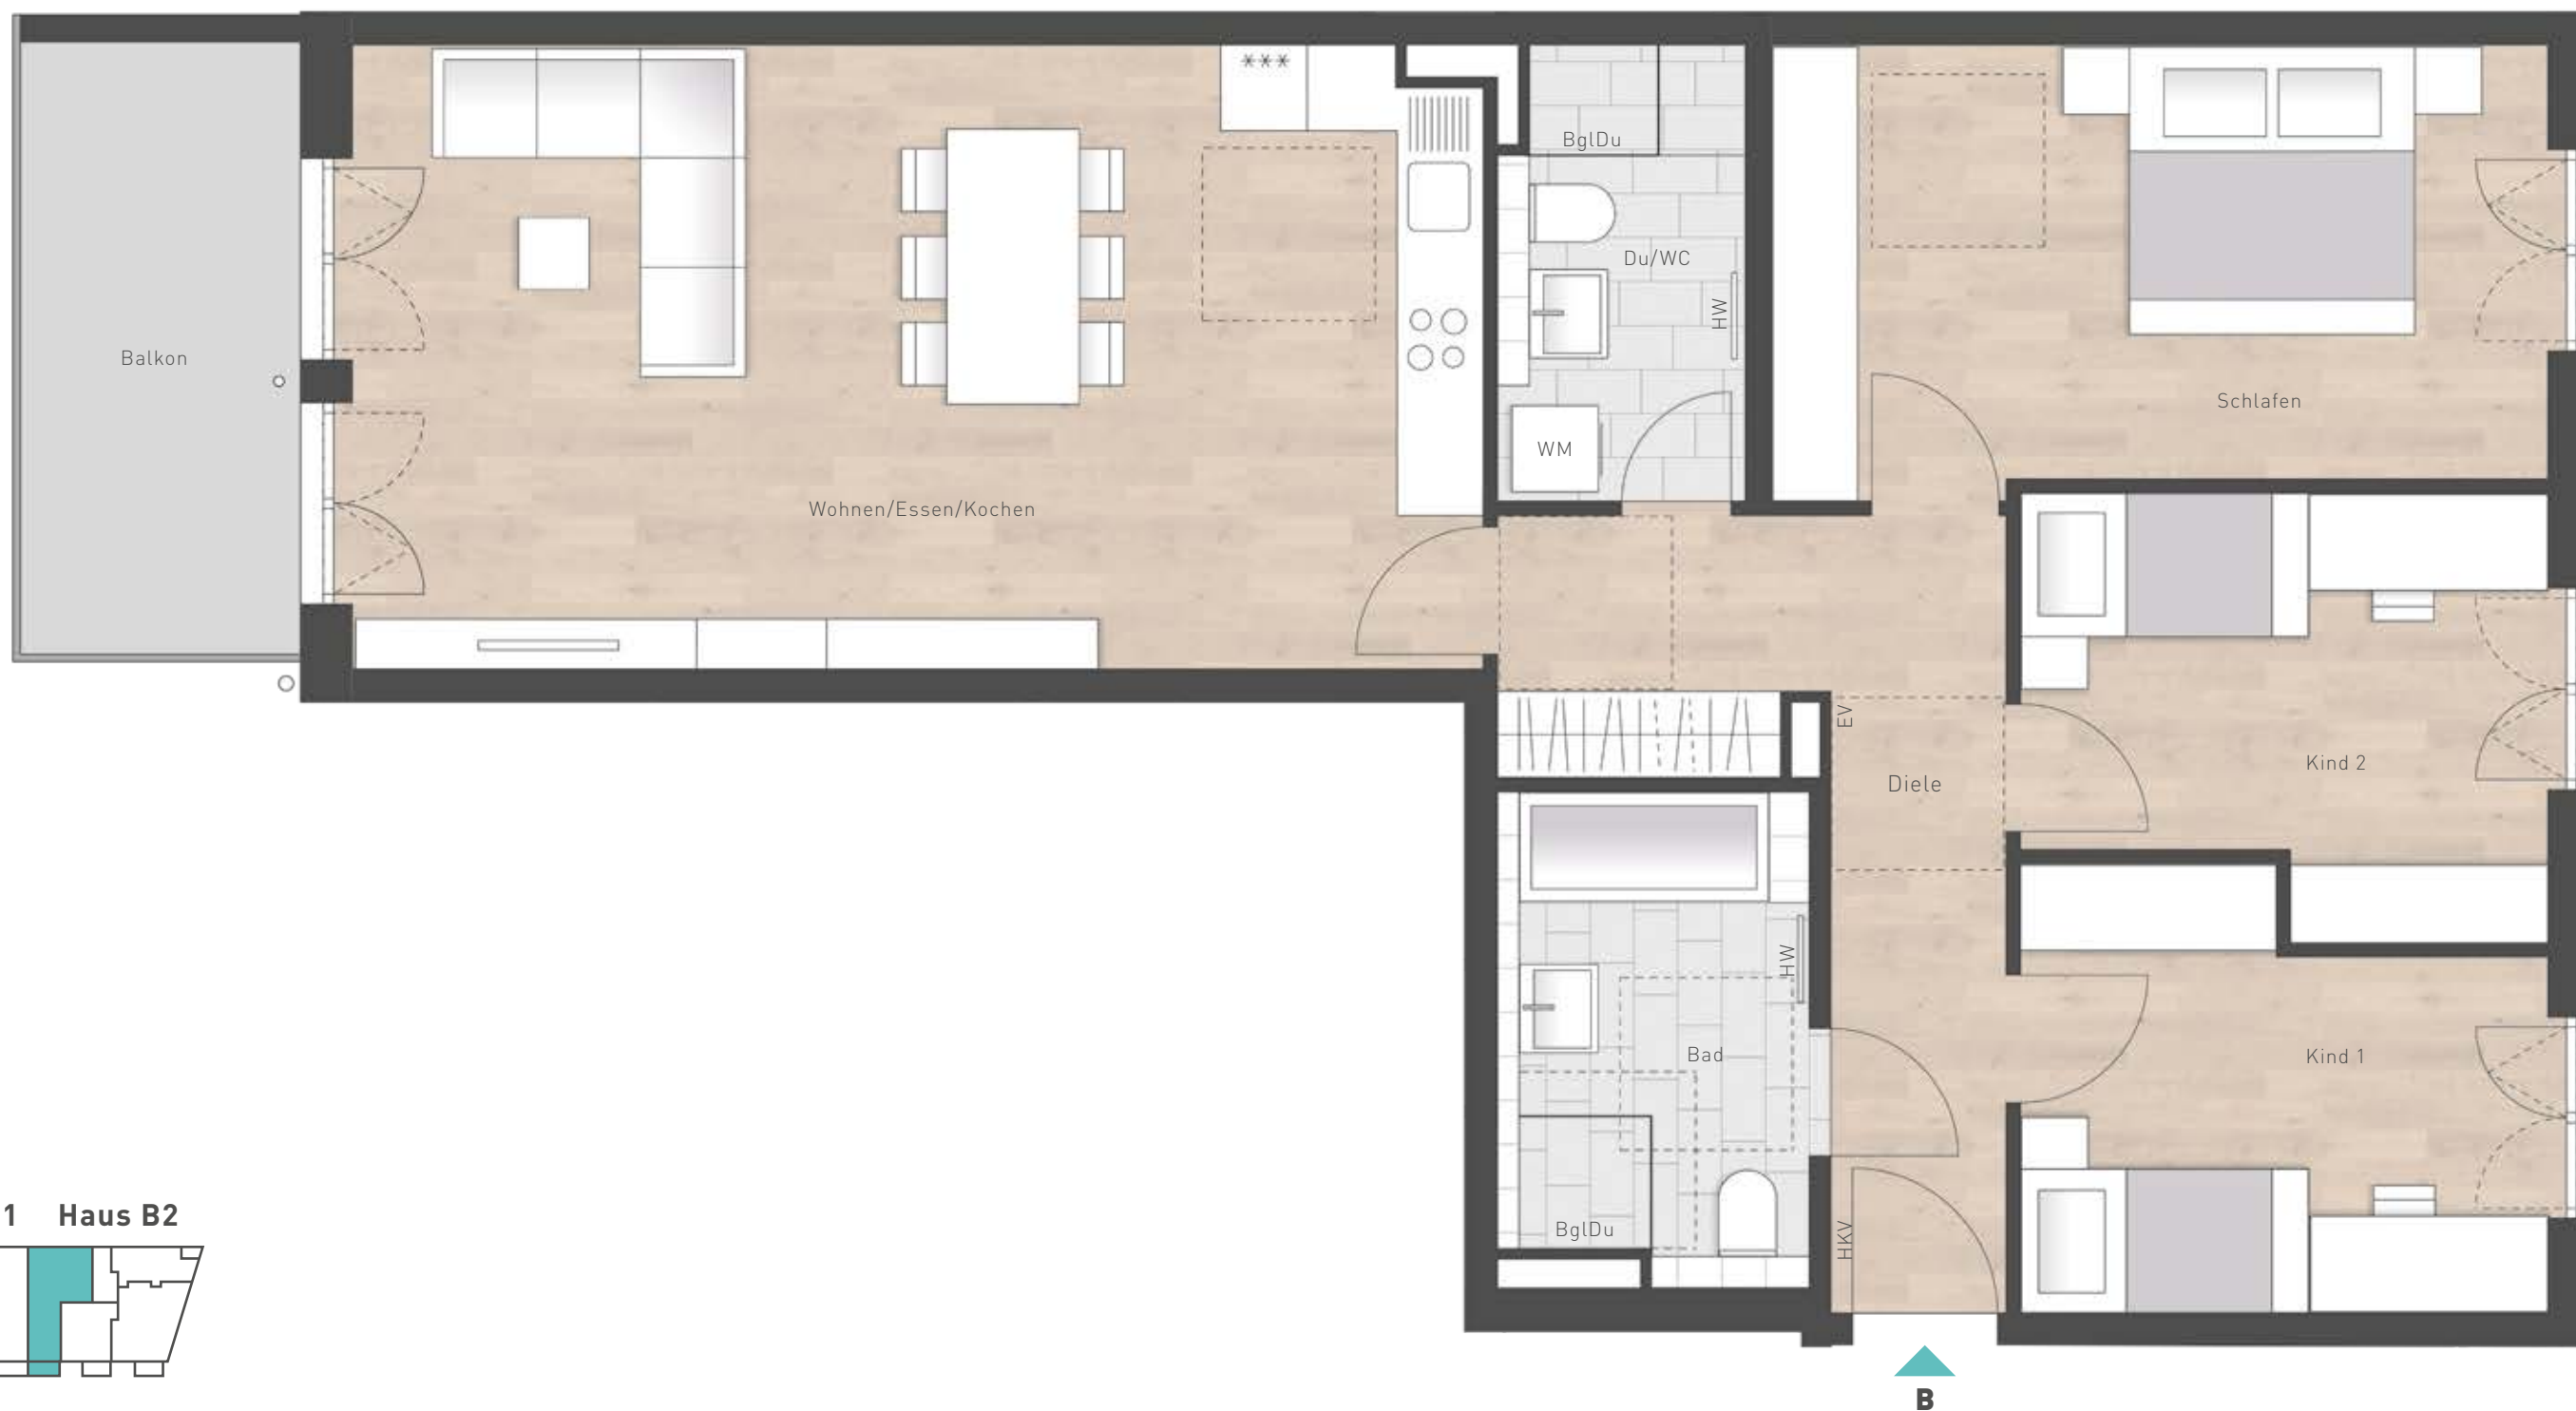 ***
BglDu
Du/WC
HW
Balkon
Schlafen
WM
Wohnen/Essen/Kochen
EV
Kind 2
Diele
HW
Bad
Kind 1
BglDu
HKV
1 Haus B2
B